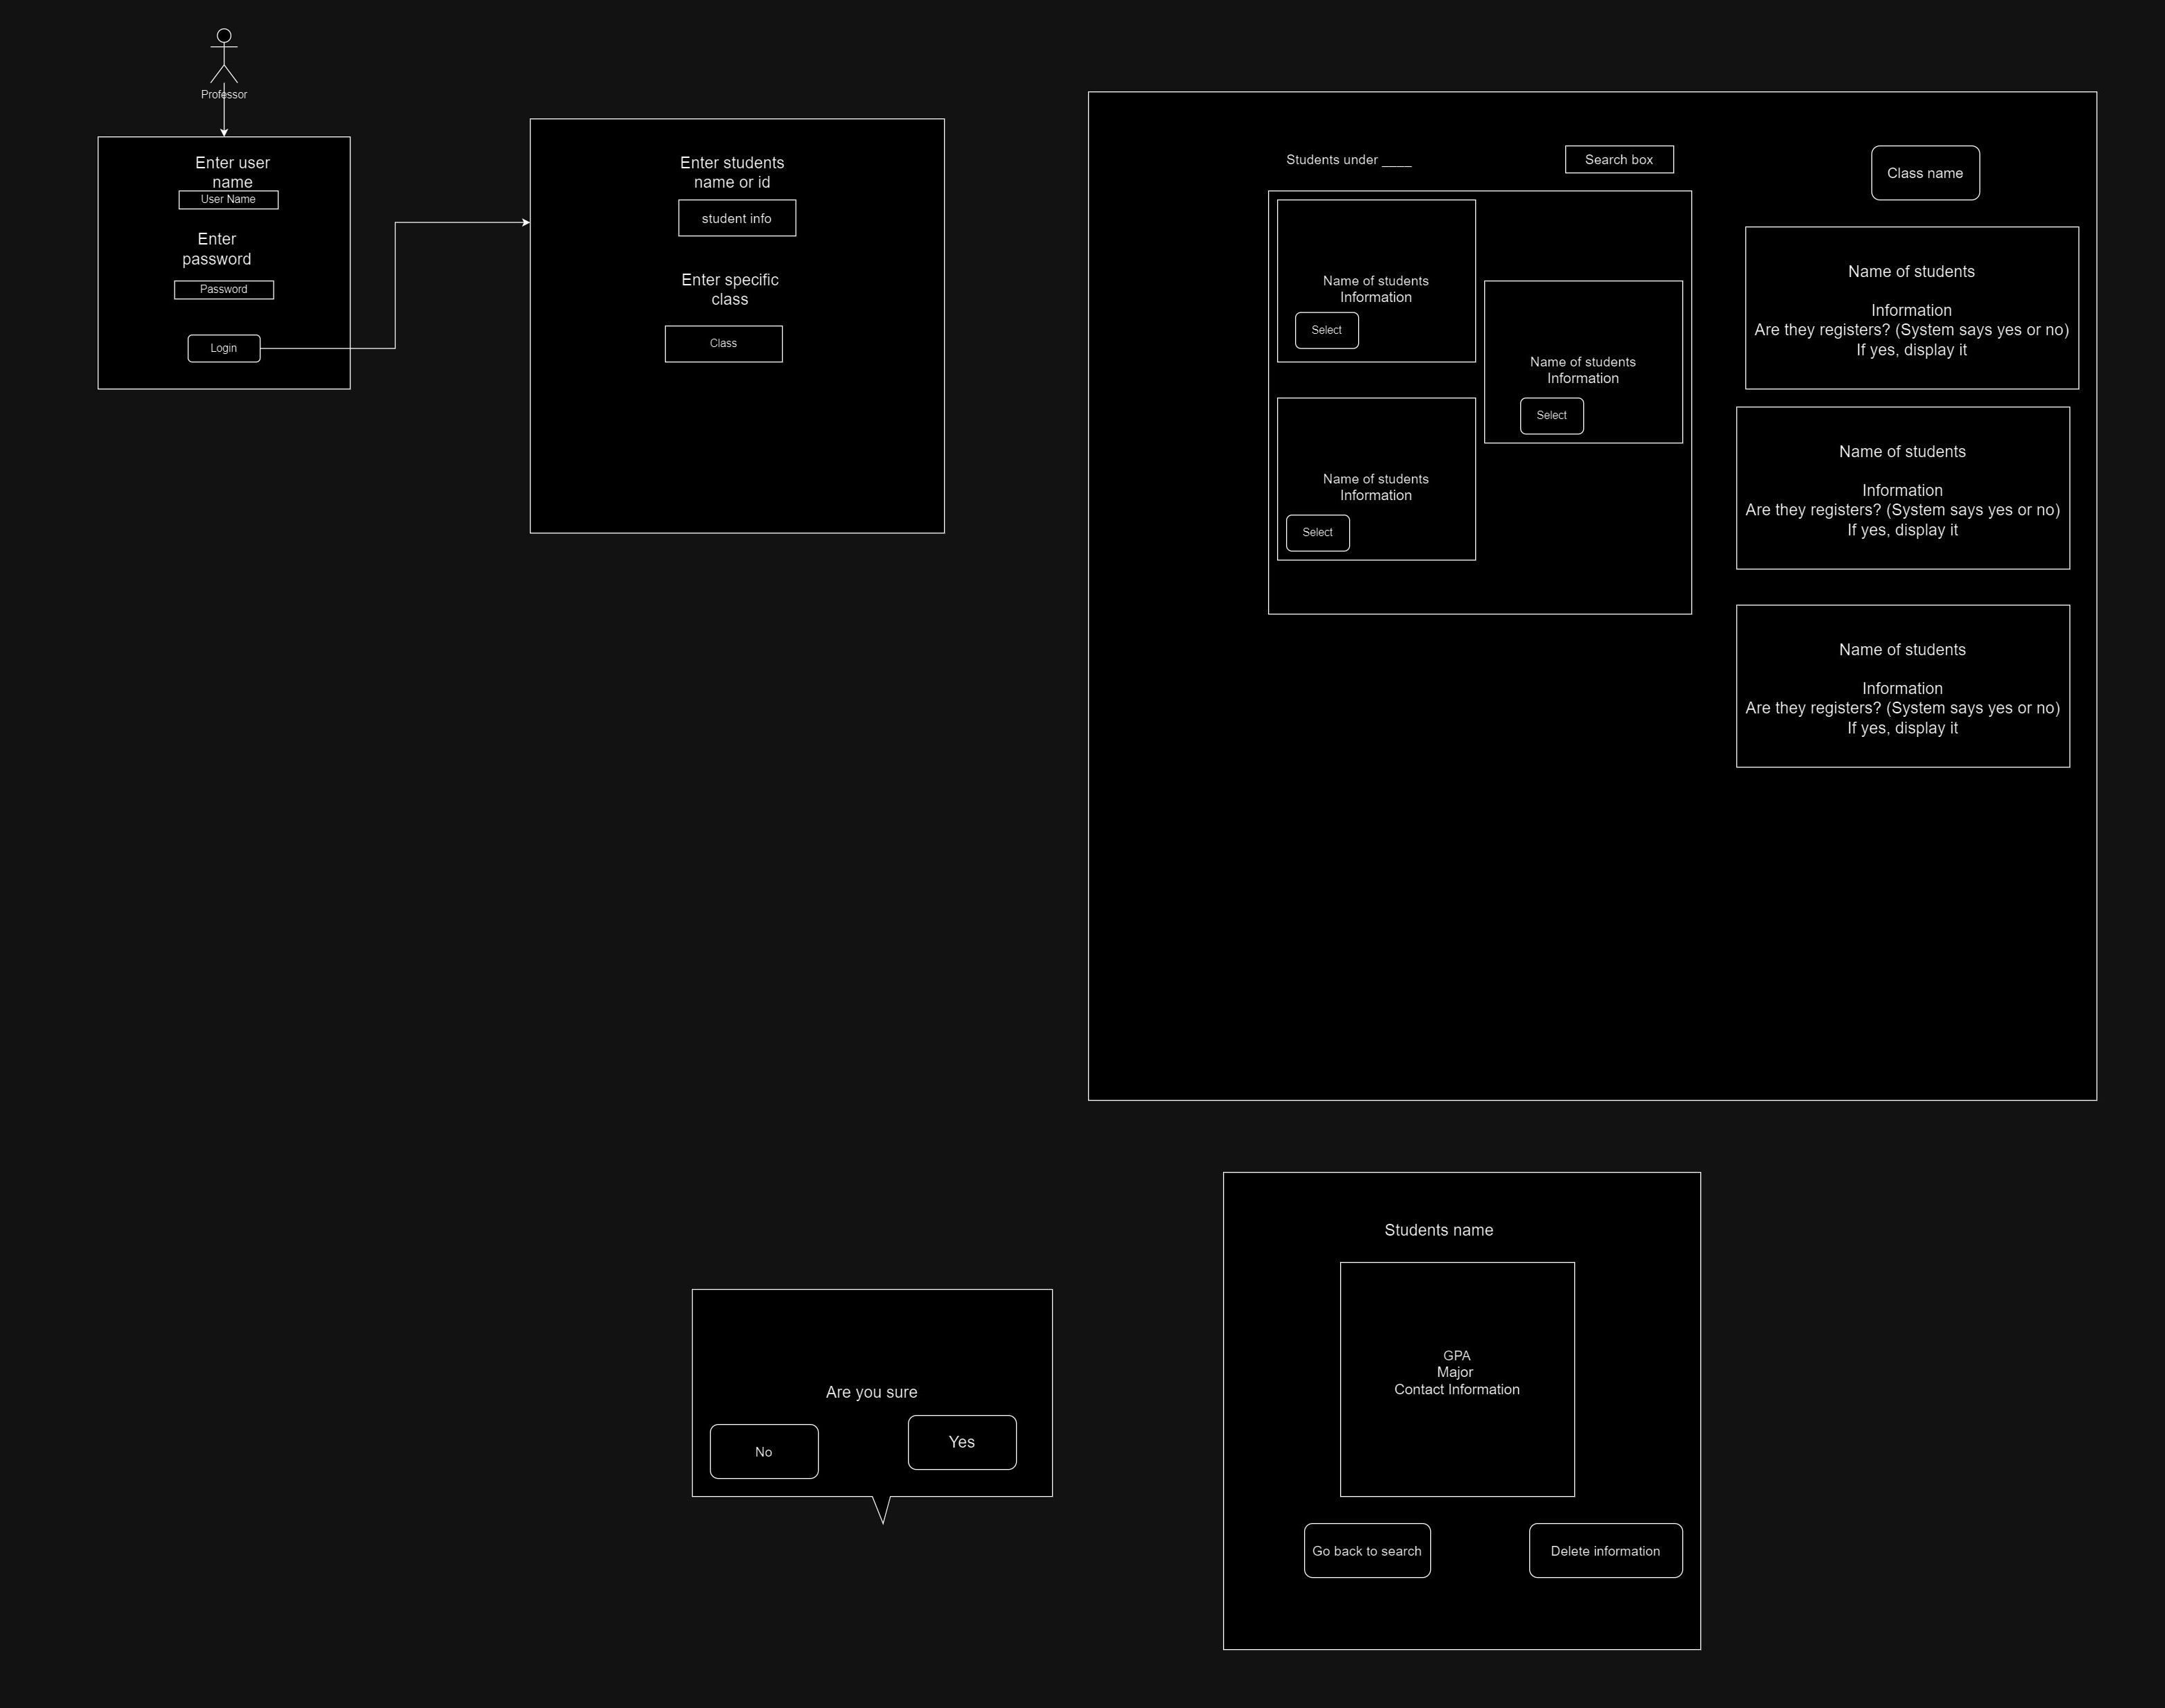 Professor
Enter user
name
User Name
Enter
password
Password
Login
Enter students
name or id
student info
Enter specific
class
Class
Students under ____
Search box
Class name
Name of students
Information
Select
Name of students
Information
Select
Name of students
Information
Select
Name of students
Information
Are they registers? (System says yes or no)
If yes, display it
Name of students
Information
Are they registers? (System says yes or no)
If yes, display it
Name of students
Information
Are they registers? (System says yes or no)
If yes, display it
Are you sure
No
Yes
Students name
GPA
Major
Contact Information
Go back to search
Delete information